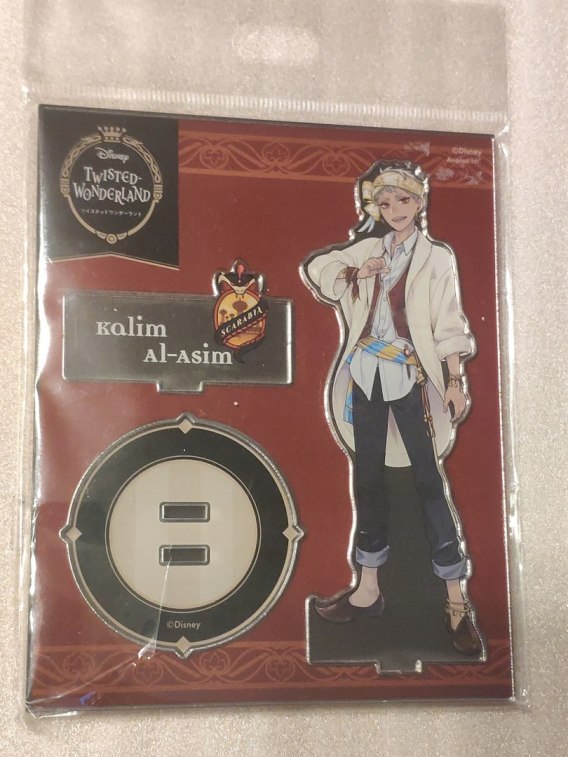 Disney
TWISTED-
WONDERLAND
ツイステッドワンダーランド
©Disney
Kalim
Al-Asim
SCARABIA
©Disney